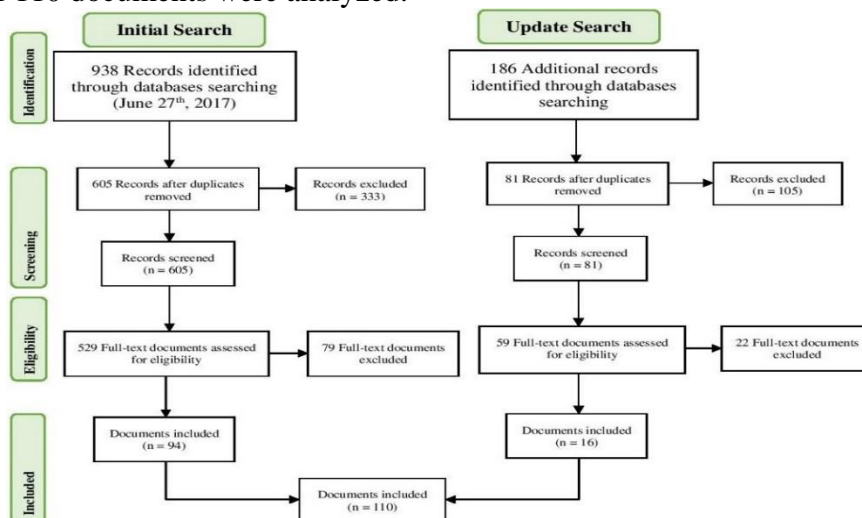 110 documents were analyzed.
Initial Search
Update Search
Identification
938 Records identified
through databases searching
(June 27th, 2017)
186 Additional records
identified through databases
searching
Screening
605 Records after duplicates
removed
Records excluded
(n = 333)
81 Records after duplicates
removed
Records excluded
(n = 105)
Records screened
(n = 605)
Records screened
(n = 81)
Eligibility
529 Full-text documents assessed
for eligibility
79 Full-text documents
excluded
59 Full-text documents assessed
for eligibility
22 Full-text documents
excluded
Included
Documents included
(n = 94)
Documents included
(n = 16)
Documents included
(n = 110)